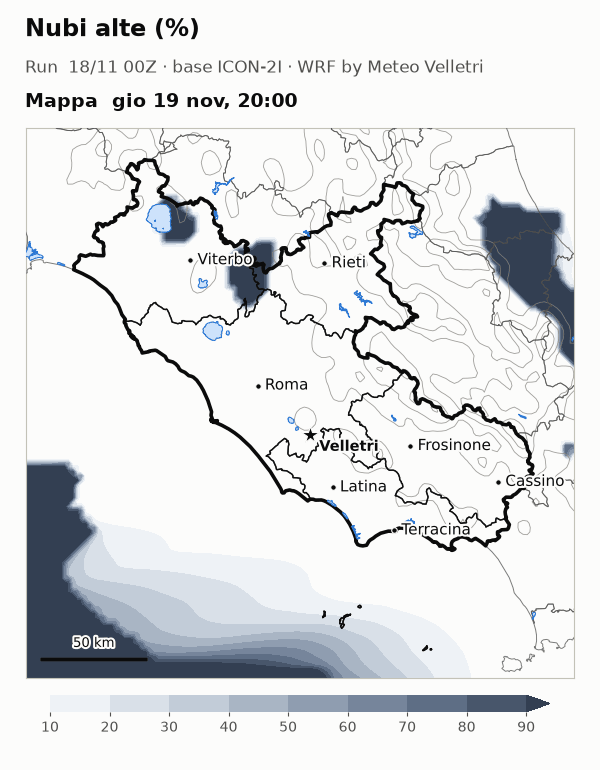 Nubi alte (%)
Run  18/11 00Z · base ICON-2I · WRF by Meteo Velletri
Mappa  gio 19 nov, 20:00
Viterbo
Rieti
Roma
Velletri
Frosinone
Latina
Cassino
Terracina
50 km
10 20 30 40 50 60 70 80 90